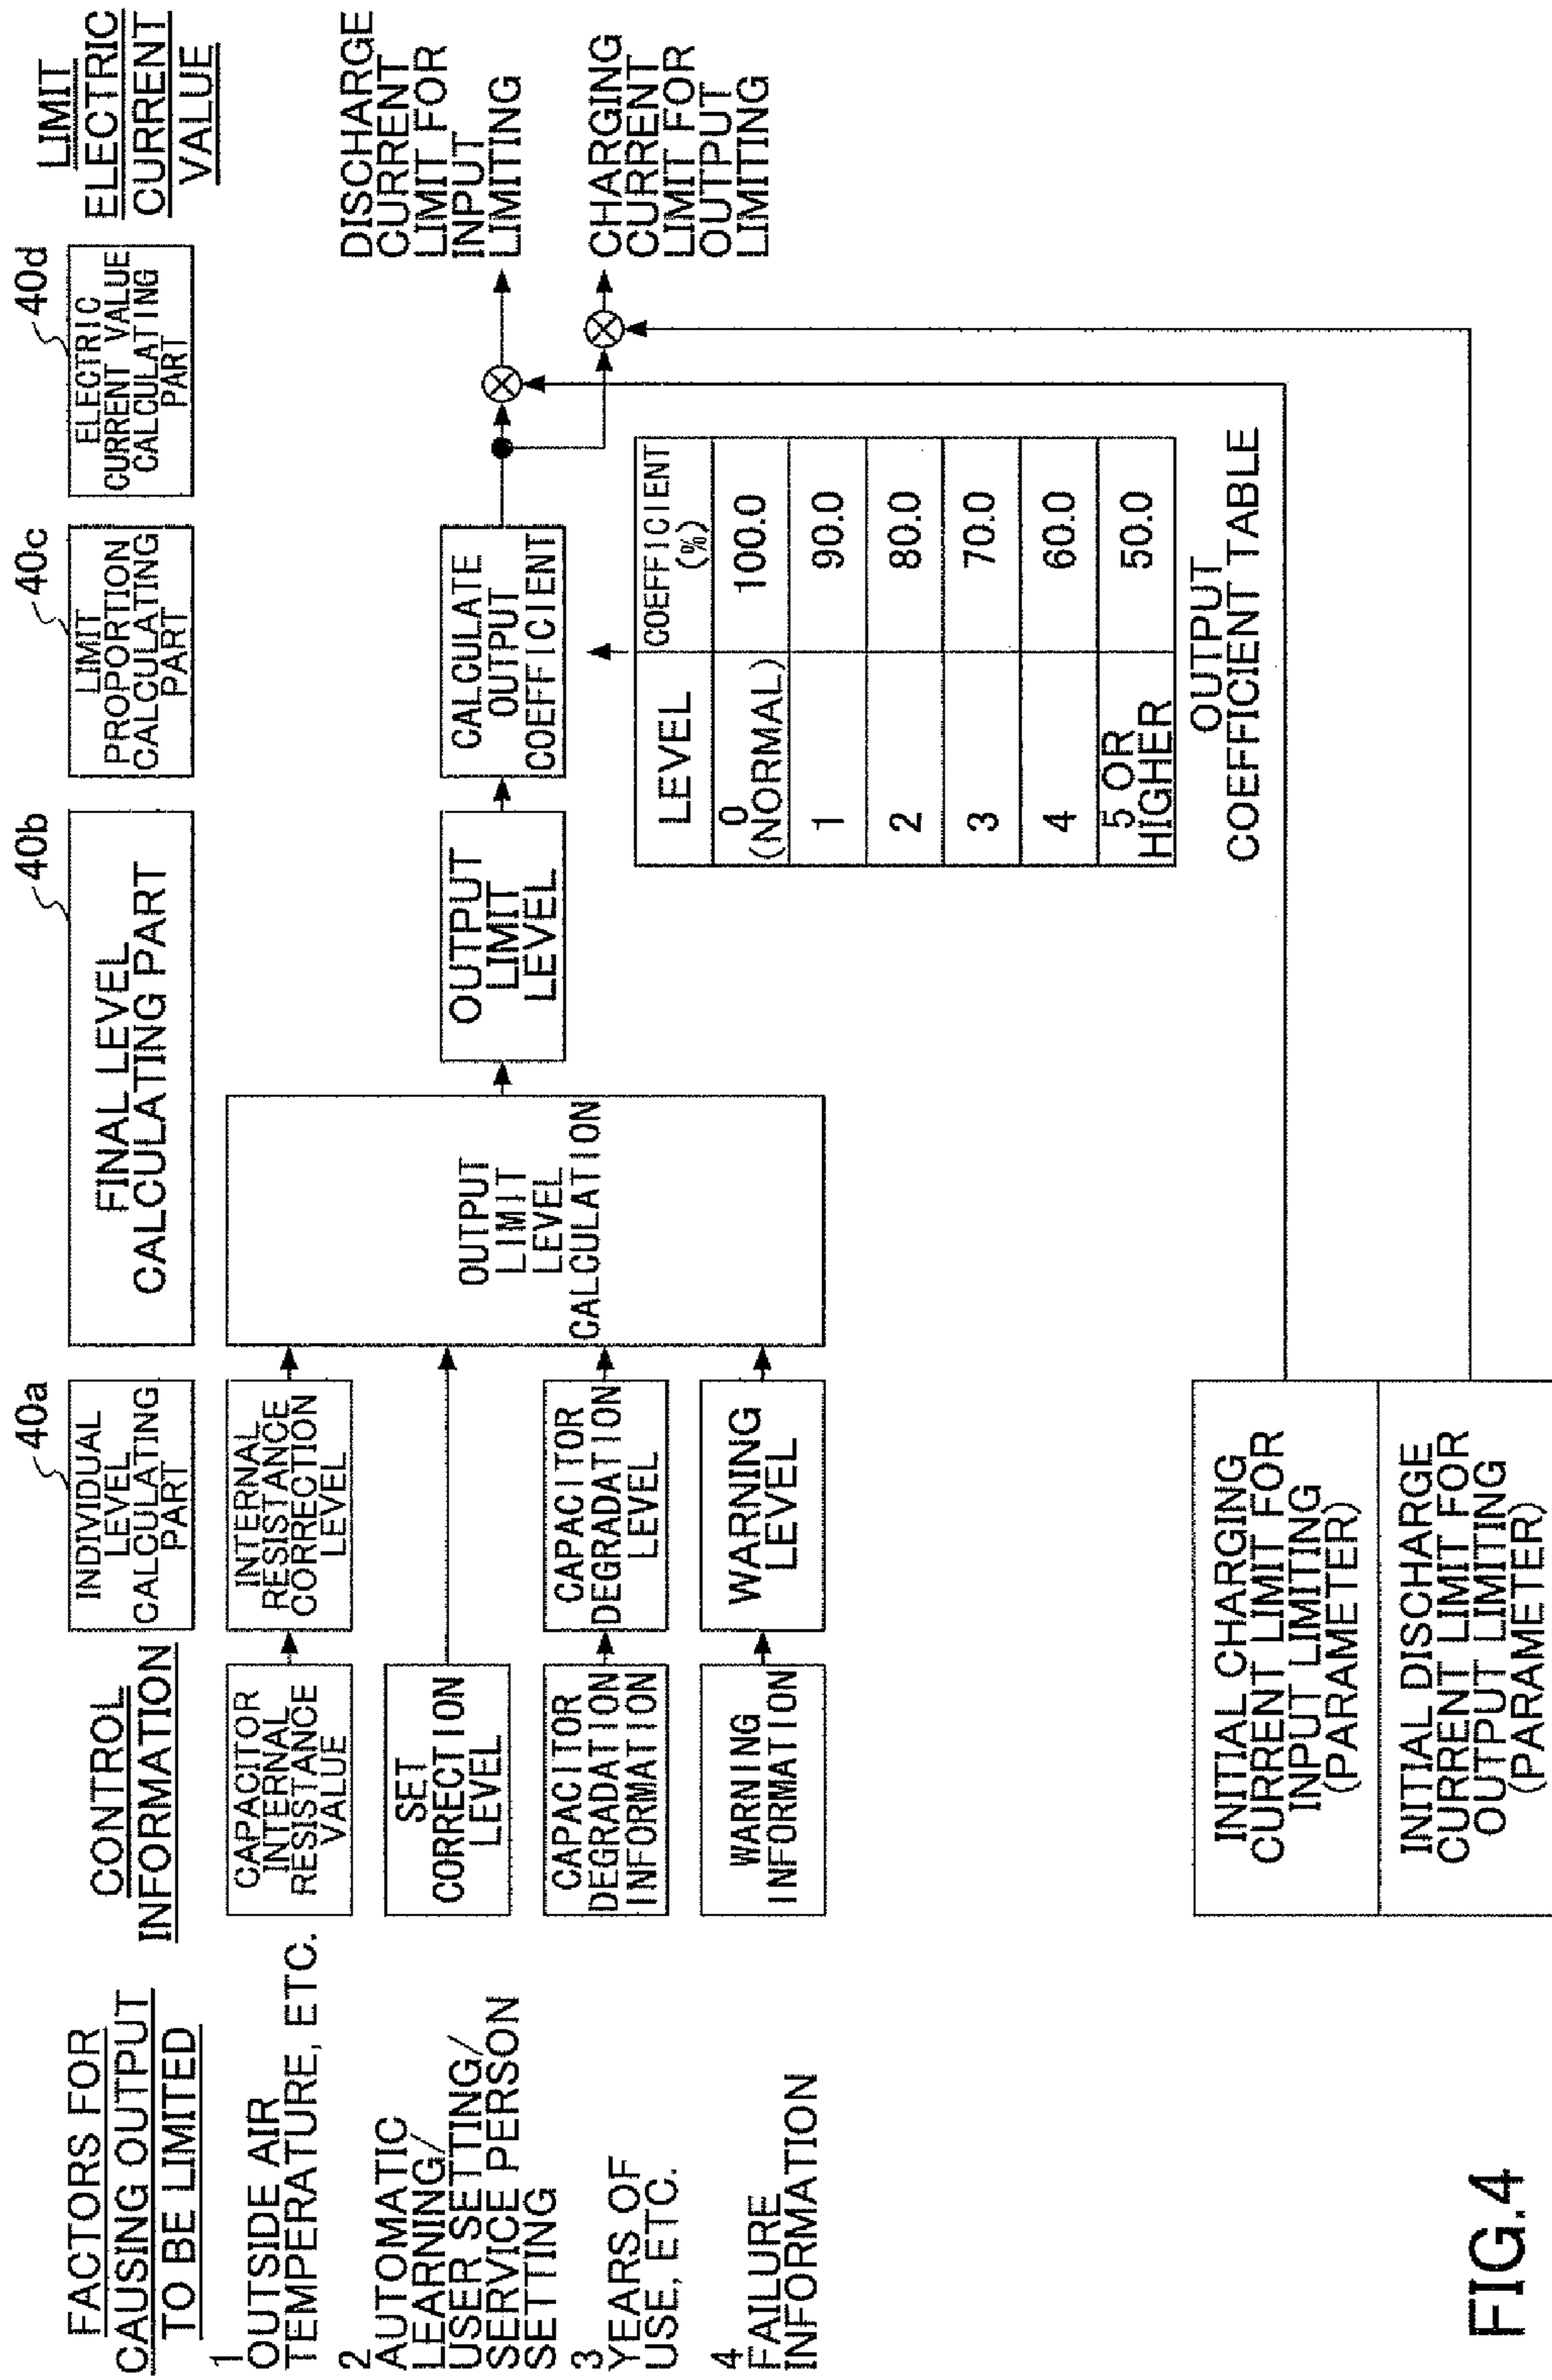 FACTORS FOR
CAUSING OUTPUT
TO BE LIMITED
CONTROL
INFORMATION
40a
INDIVIDUAL
LEVEL
CALCULATING
PART
40b
FINAL LEVEL
CALCULATING PART
40c
LIMIT
PROPORTION
CALCULATING
PART
40d
ELECTRIC
CURRENT VALUE
CALCULATING
PART
LIMIT
ELECTRIC
CURRENT
VALUE
1
OUTSIDE AIR
TEMPERATURE, ETC.
CAPACITOR
INTERNAL
RESISTANCE
VALUE
INTERNAL
RESISTANCE
CORRECTION
LEVEL
2
AUTOMATIC
LEARNING/
USER SETTING/
SERVICE PERSON
SETTING
SET
CORRECTION
LEVEL
3
YEARS OF
USE, ETC.
CAPACITOR
DEGRADATION
INFORMATION
CAPACITOR
DEGRADATION
LEVEL
4
FAILURE
INFORMATION
WARNING
INFORMATION
WARNING
LEVEL
OUTPUT
LIMIT
LEVEL
CALCULATION
OUTPUT
LIMIT
LEVEL
CALCULATE
OUTPUT
COEFFICIENT
DISCHARGE
CURRENT
LIMIT FOR
INPUT
LIMITING
CHARGING
CURRENT
LIMIT FOR
OUTPUT
LIMITING
LEVEL COEFFICIENT
(%)
0
(NORMAL) 100.0
1 90.0
2 80.0
3 70.0
4 60.0
5 OR
HIGHER 50.0
OUTPUT
COEFFICIENT TABLE
INITIAL CHARGING
CURRENT LIMIT FOR
INPUT LIMITING
(PARAMETER)
INITIAL DISCHARGE
CURRENT LIMIT FOR
OUTPUT LIMITING
(PARAMETER)
FIG.4